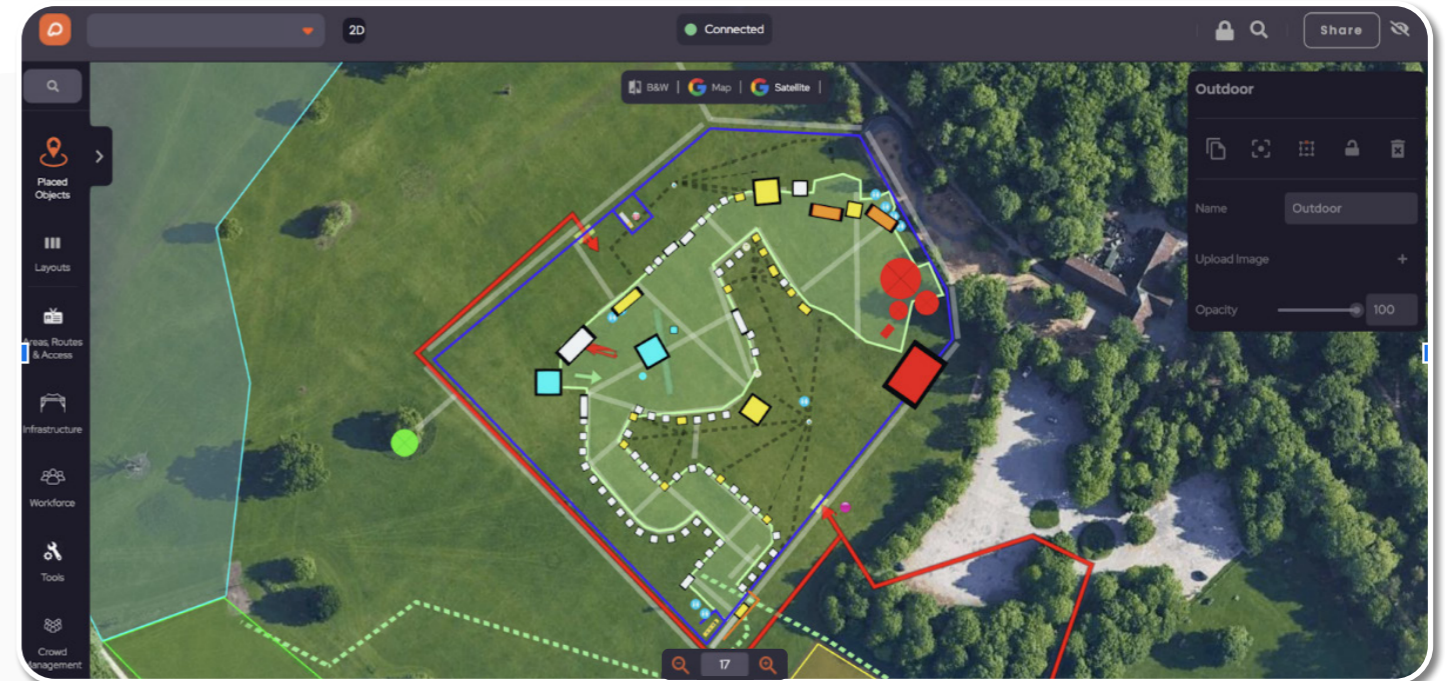 2D
Connected
Share
B&W | Map | Satellite |
Outdoor
Placed
Objects
Name
Outdoor
Layouts
Upload Image
+
Opacity
100
Areas, Routes
& Access
Infrastructure
Workforce
Tools
Crowd
Management
17